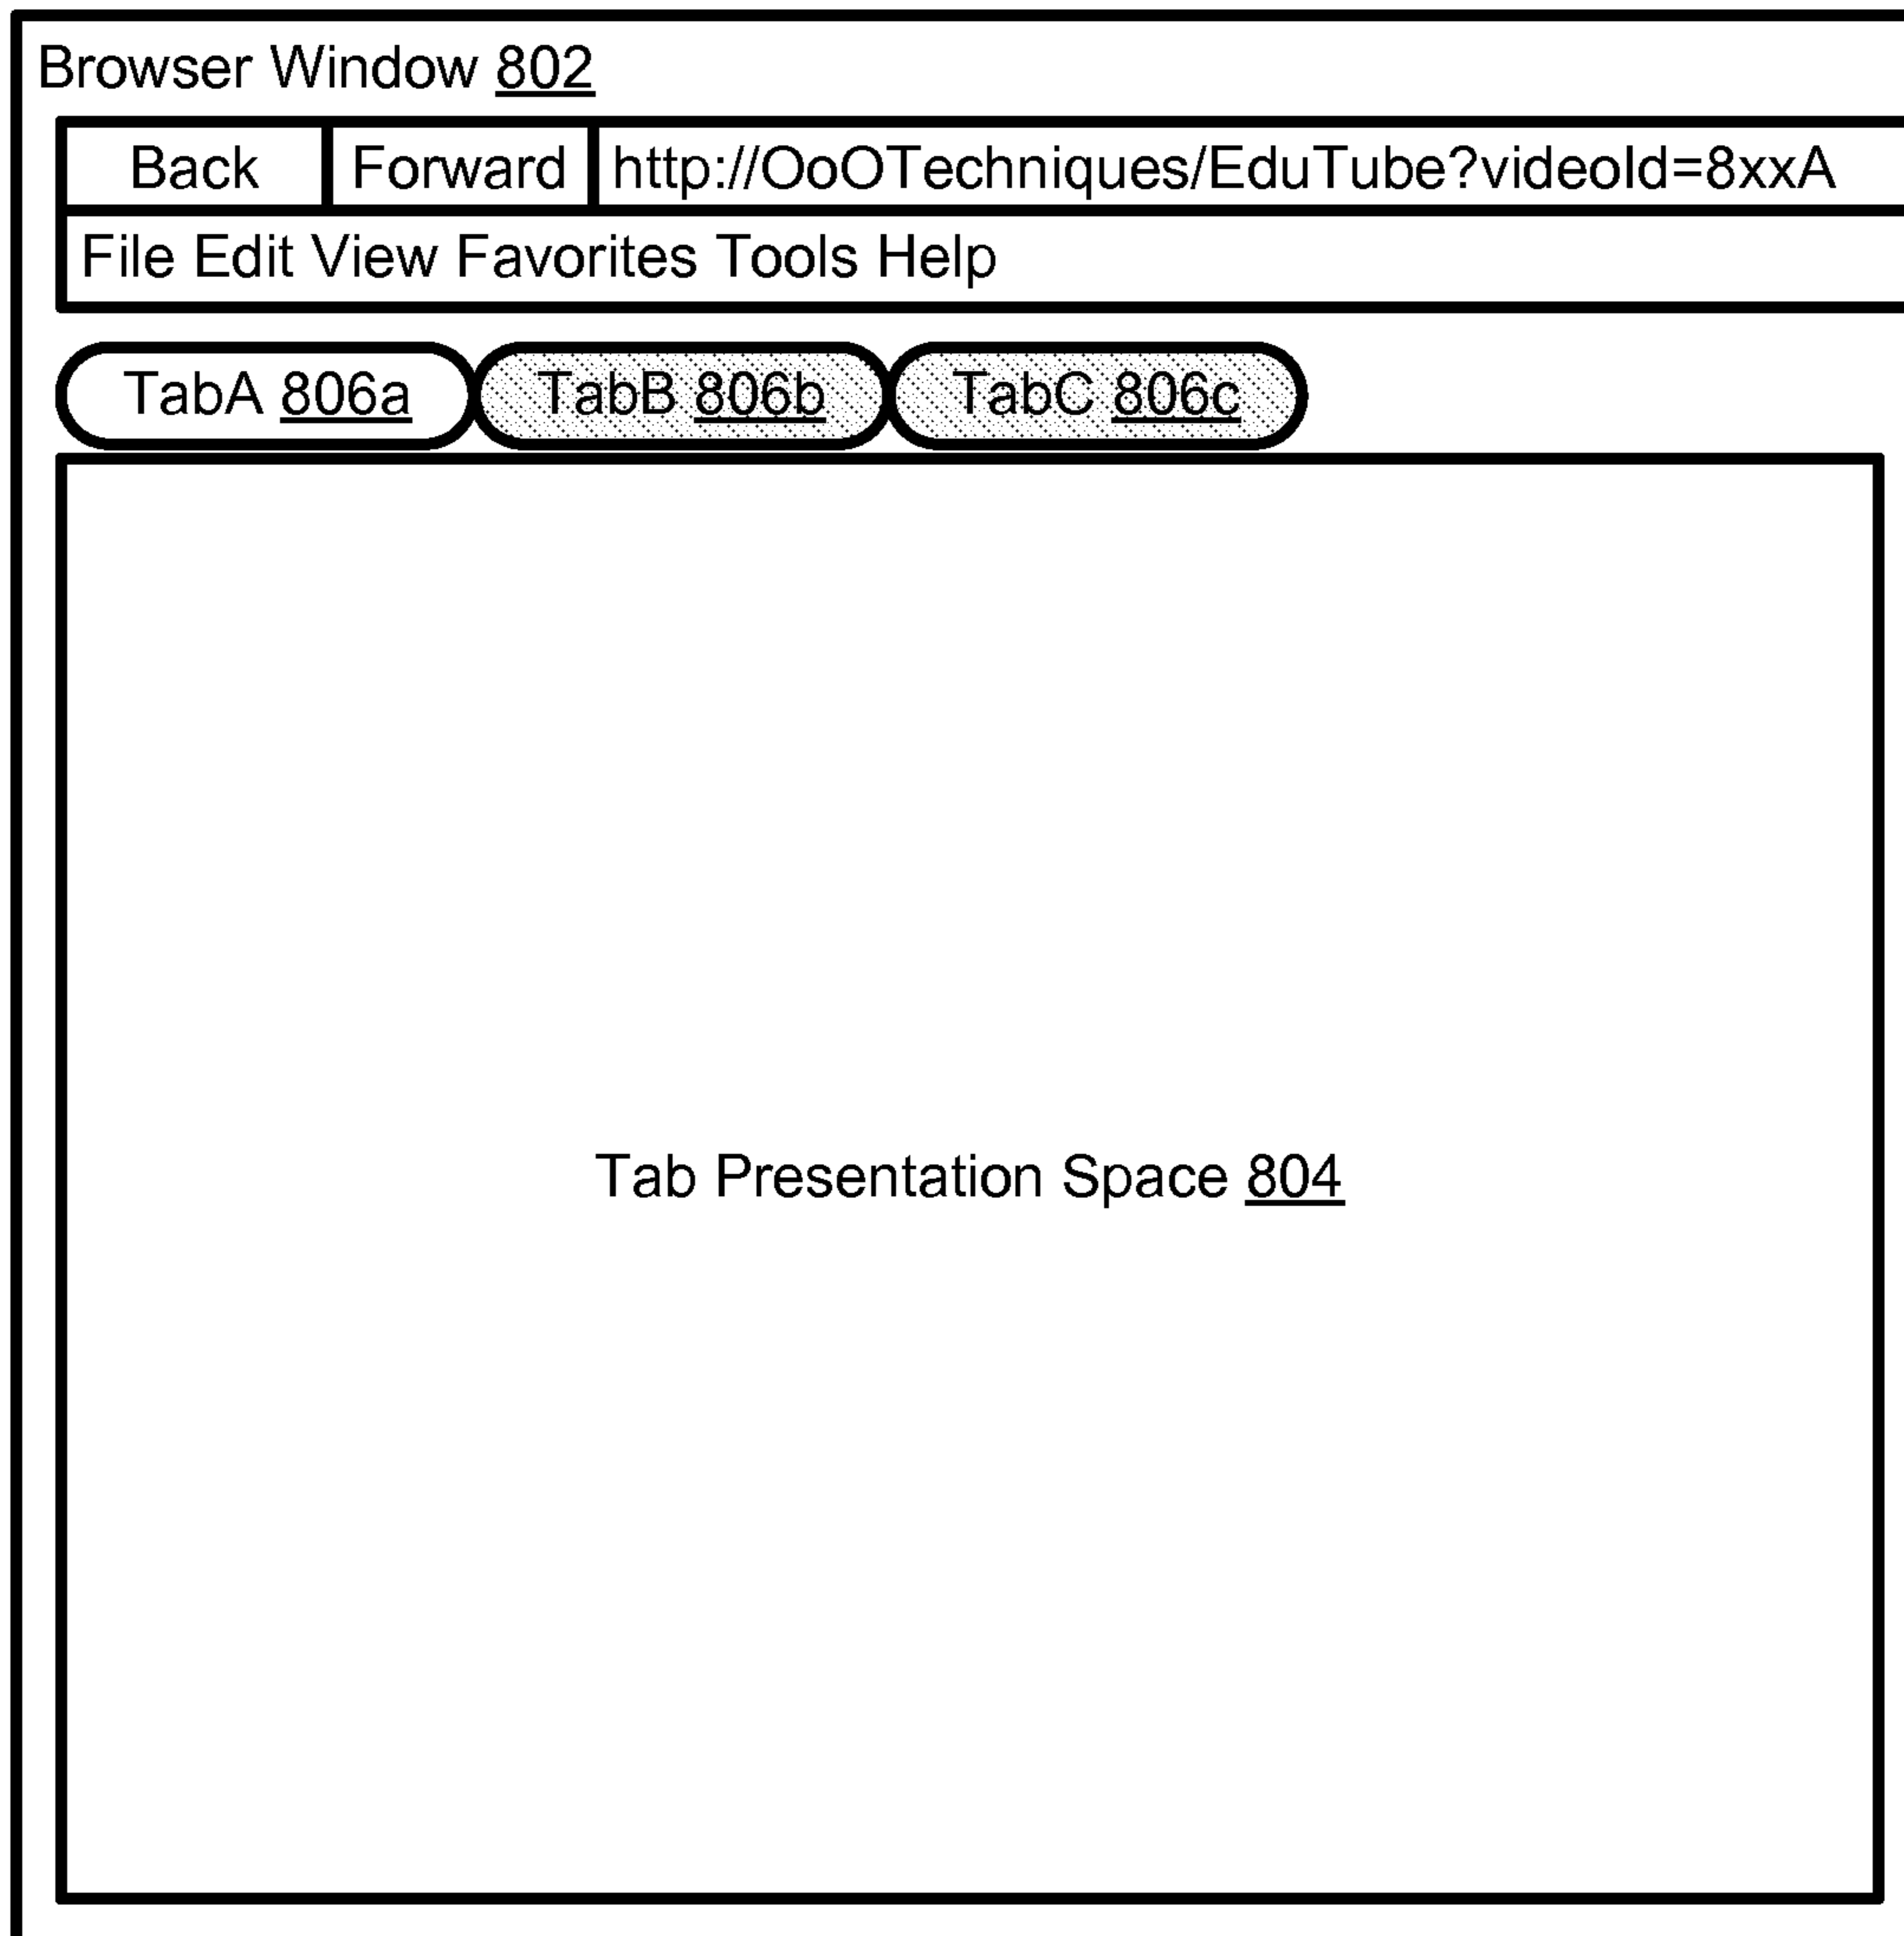 Browser Window 802
Back Forward http://OoOTechniques/EduTube?videoId=8xxA
File Edit View Favorites Tools Help
TabA 806a TabB 806b TabC 806c
Tab Presentation Space 804